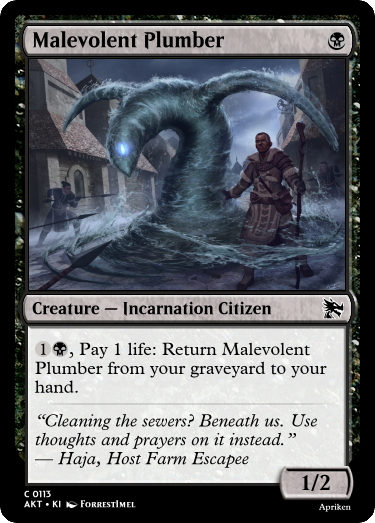 Malevolent Plumber
Creature — Incarnation Citizen
1, Pay 1 life: Return Malevolent
Plumber from your graveyard to your
hand.
“Cleaning the sewers? Beneath us. Use
thoughts and prayers on it instead.”
— Haja, Host Farm Escapee
1/2
C 0113
AKT • KI ForrestImel
Apriken